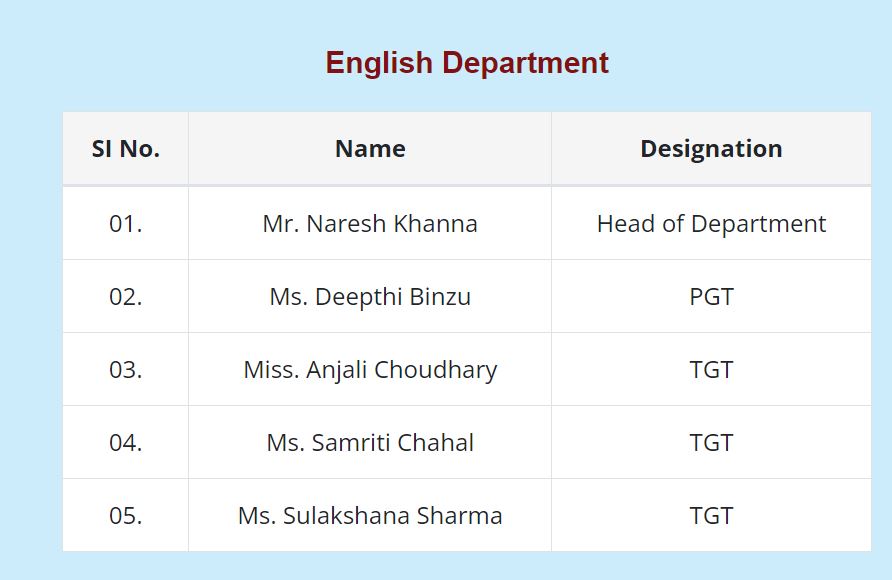 English Department
SI No. Name Designation
01. Mr. Naresh Khanna Head of Department
02. Ms. Deepthi Binzu PGT
03. Miss. Anjali Choudhary TGT
04. Ms. Samriti Chahal TGT
05. Ms. Sulakshana Sharma TGT